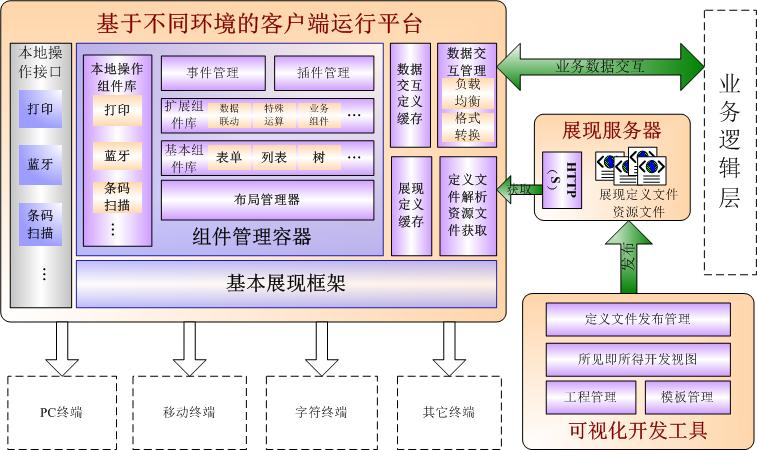 基于不同环境的客户端运行平台
本地操
作接口
打印
蓝牙
条码
扫描
…
本地操作
组件库
打印
蓝牙
条码
扫描
…
事件管理
插件管理
扩展组
件库
数据
联动
特殊
运算
业务
组件
…
基本组
件库
表单
列表
树
…
布局管理器
组件管理容器
数据
交互
定义
缓存
数据交
互管理
负载
均衡
格式
转换
展现
定义
缓存
定义文
件解析
资源文
件获取
基本展现框架
业务数据交互
业务逻辑层
展现服务器
HTTP
(S)
展现定义文件
资源文件
获取
发布
定义文件发布管理
所见即所得开发视图
工程管理
模板管理
可视化开发工具
PC终端
移动终端
字符终端
其它终端